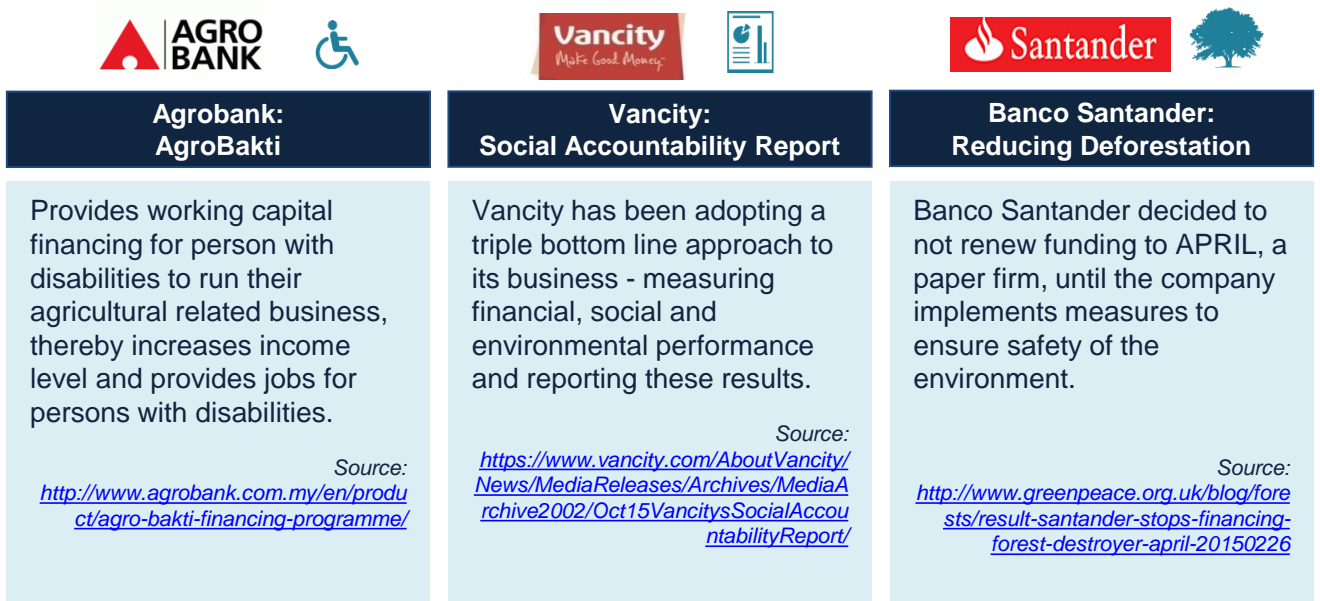 AGRO
BANK
Vancity
Make Good Money™
Santander
Agrobank:
AgroBakti
Vancity:
Social Accountability Report
Banco Santander:
Reducing Deforestation
Provides working capital
financing for person with
disabilities to run their
agricultural related business,
thereby increases income
level and provides jobs for
persons with disabilities.
Source:
http://www.agrobank.com.my/en/produ
ct/agro-bakti-financing-programme/
Vancity has been adopting a
triple bottom line approach to
its business - measuring
financial, social and
environmental performance
and reporting these results.
Source:
https://www.vancity.com/AboutVancity/
News/MediaReleases/Archives/MediaA
rchive2002/Oct15VancitysSocialAccou
ntabilityReport/
Banco Santander decided to
not renew funding to APRIL, a
paper firm, until the company
implements measures to
ensure safety of the
environment.
Source:
http://www.greenpeace.org.uk/blog/fore
sts/result-santander-stops-financing-
forest-destroyer-april-20150226